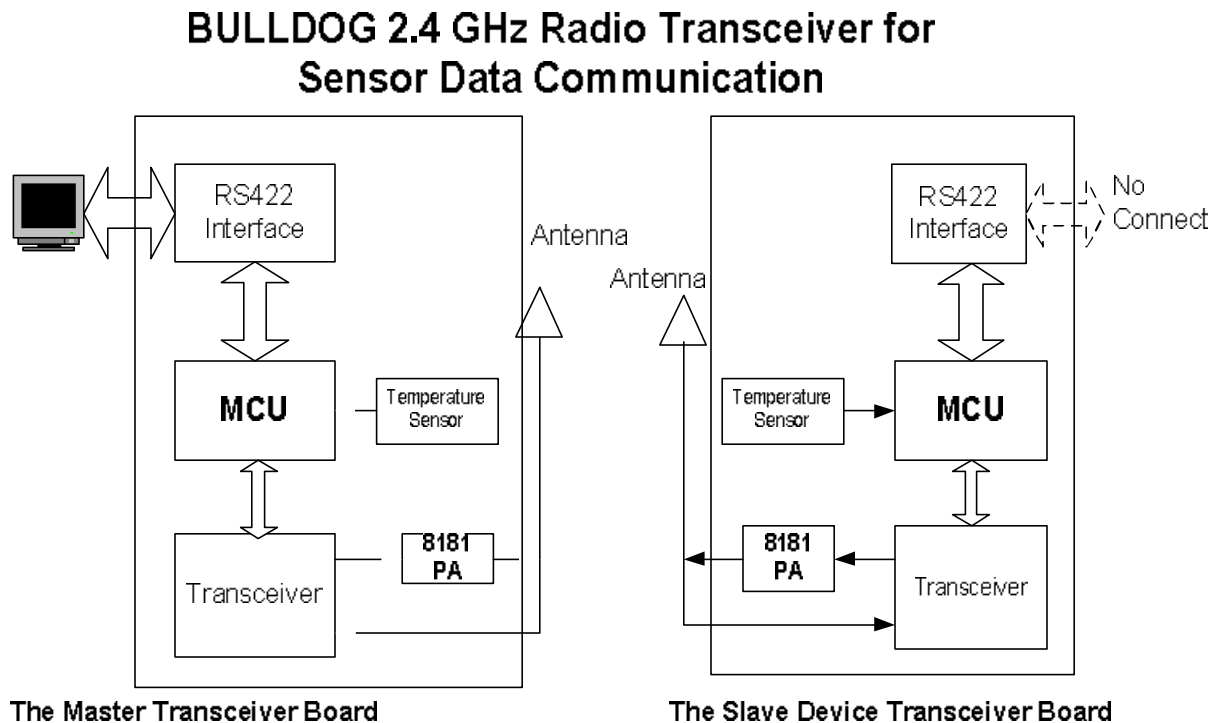 BULLDOG 2.4 GHz Radio Transceiver for
Sensor Data Communication
RS422
Interface
MCU
Temperature
Sensor
8181
PA
Transceiver
Antenna
The Master Transceiver Board
Antenna
RS422
Interface
No
Connect
Temperature
Sensor
MCU
8181
PA
Transceiver
The Slave Device Transceiver Board